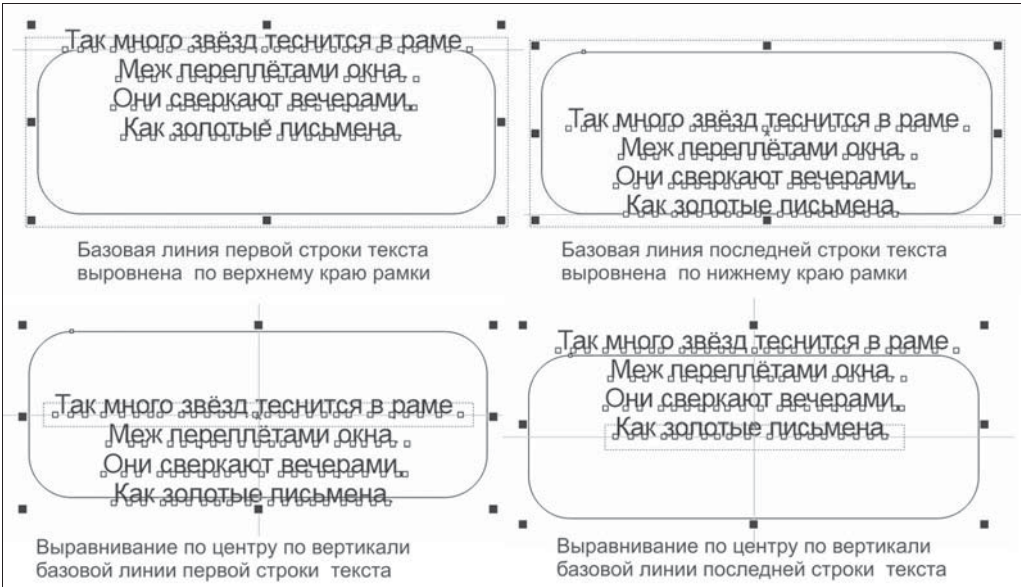 Так много звёзд теснится в раме
Меж переплётами окна.
Они сверкают вечерами,
Как золотые письмена.
Базовая линия первой строки текста
выровнена по верхнему краю рамки
Так много звёзд теснится в раме
Меж переплётами окна.
Они сверкают вечерами,
Как золотые письмена.
Базовая линия последней строки текста
выровнена по нижнему краю рамки
Так много звёзд теснится в раме
Меж переплётами окна.
Они сверкают вечерами,
Как золотые письмена.
Выравнивание по центру по вертикали
базовой линии первой строки текста
Так много звёзд теснится в раме
Меж переплётами окна.
Они сверкают вечерами,
Как золотые письмена.
Выравнивание по центру по вертикали
базовой линии последней строки текста